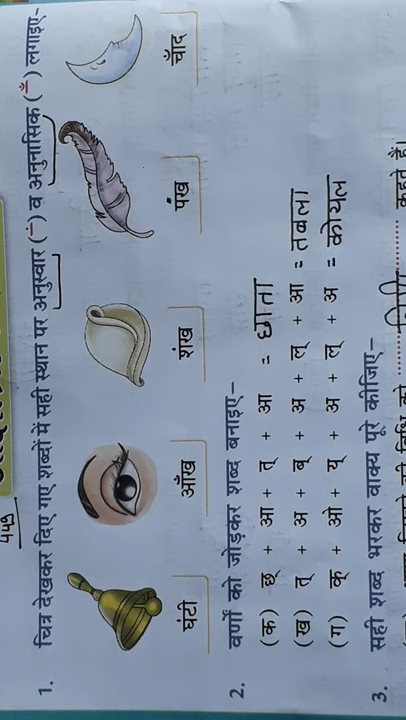 449
1. चित्र देखकर दिए गए शब्दों में सही स्थान पर अनुस्वार (ं) व अनुनासिक (ँ) लगाइए–
घंटी आँख शंख पंख चाँद
2. वर्णों को जोड़कर शब्द बनाइए–
(क) छ् + आ + त् + आ = छाता
(ख) त् + अ + ब् + अ + ल् + आ = तबला
(ग) क् + ओ + य् + अ + ल् + अ = कोयल
3. सही शब्द भरकर वाक्य पूरे कीजिए–
कहते हैं।